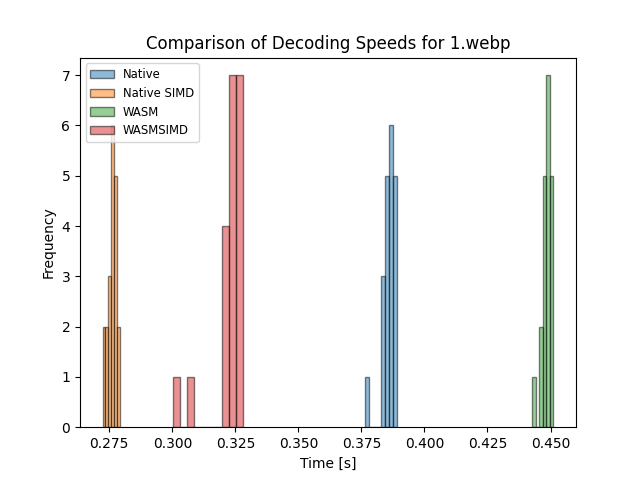 Comparison of Decoding Speeds for 1.webp
Native
Native SIMD
WASM
WASMSIMD
7
6
5
4
3
2
1
0
Frequency
0.275 0.300 0.325 0.350 0.375 0.400 0.425 0.450
Time [s]